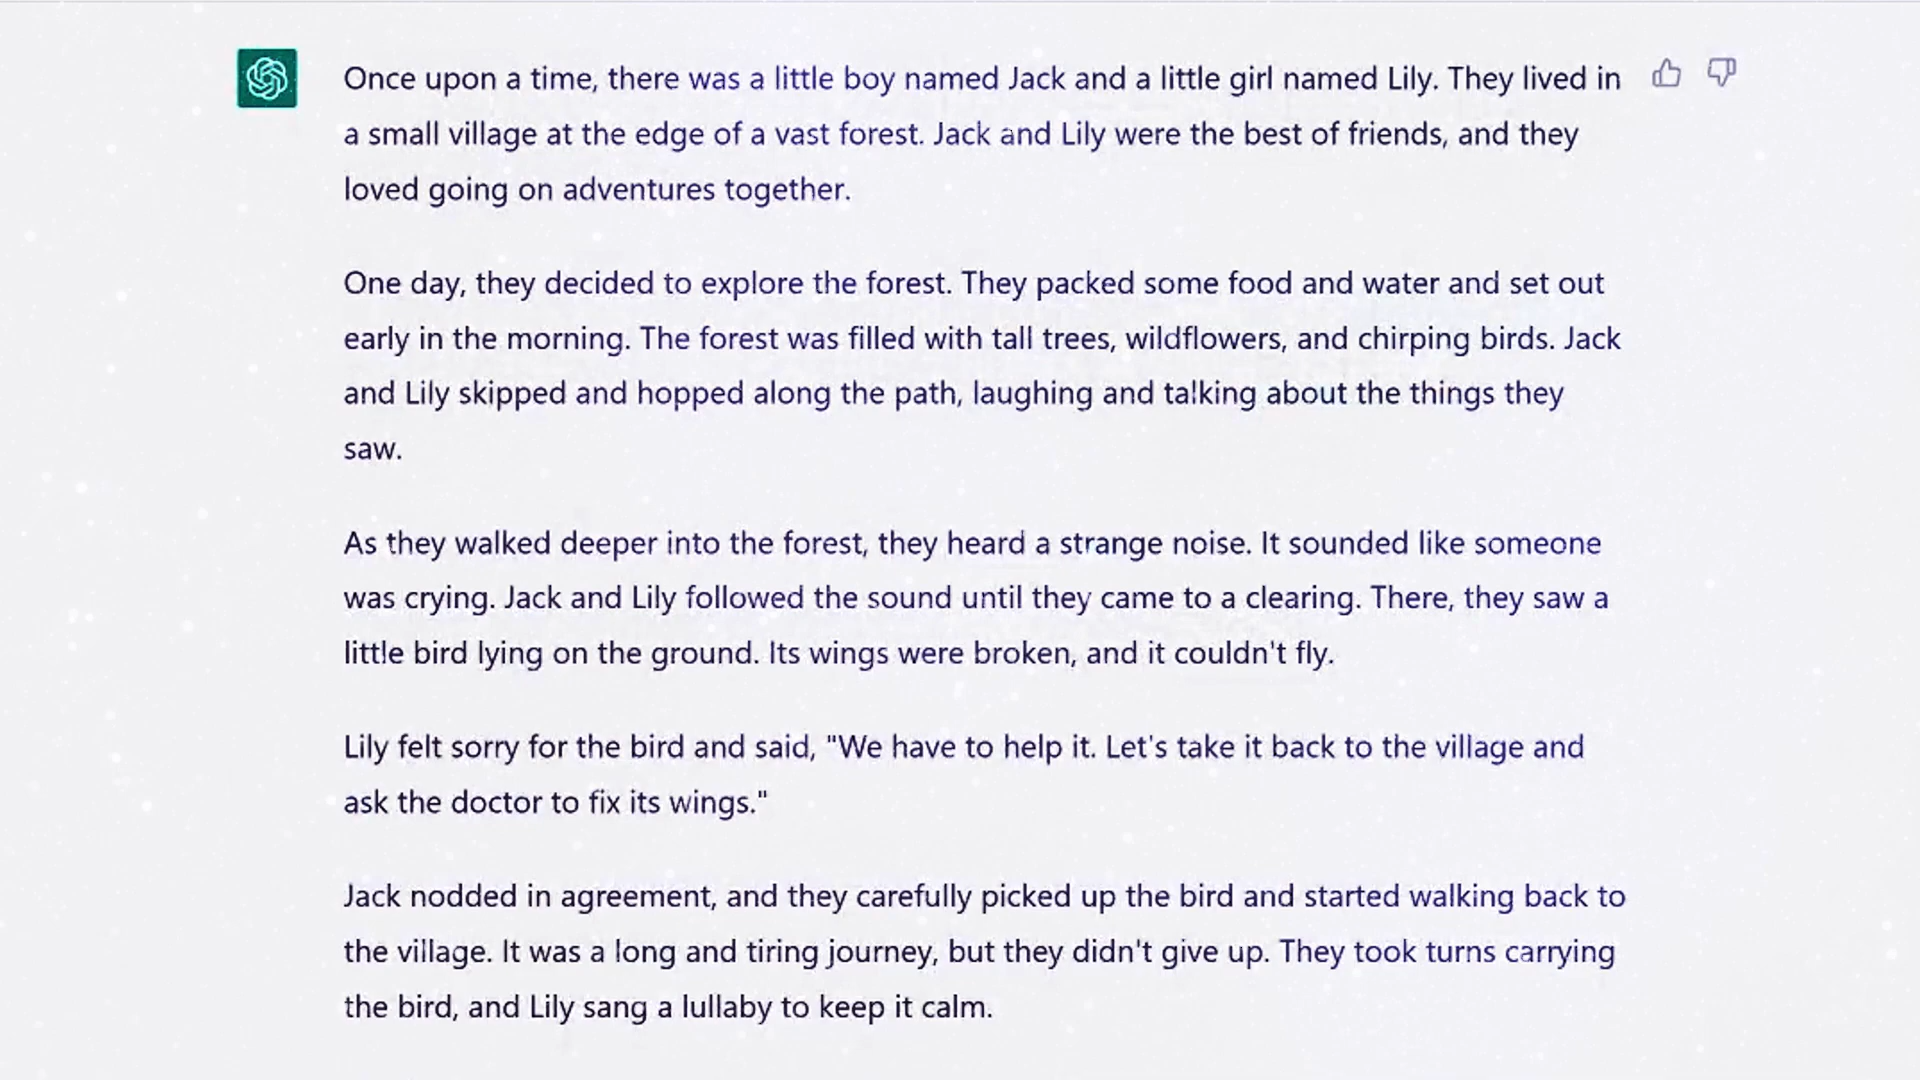 Once upon a time, there was a little boy named Jack and a little girl named Lily. They lived in
a small village at the edge of a vast forest. Jack and Lily were the best of friends, and they
loved going on adventures together.
One day, they decided to explore the forest. They packed some food and water and set out
early in the morning. The forest was filled with tall trees, wildflowers, and chirping birds. Jack
and Lily skipped and hopped along the path, laughing and talking about the things they
saw.
As they walked deeper into the forest, they heard a strange noise. It sounded like someone
was crying. Jack and Lily followed the sound until they came to a clearing. There, they saw a
little bird lying on the ground. Its wings were broken, and it couldn't fly.
Lily felt sorry for the bird and said, "We have to help it. Let's take it back to the village and
ask the doctor to fix its wings."
Jack nodded in agreement, and they carefully picked up the bird and started walking back to
the village. It was a long and tiring journey, but they didn't give up. They took turns carrying
the bird, and Lily sang a lullaby to keep it calm.